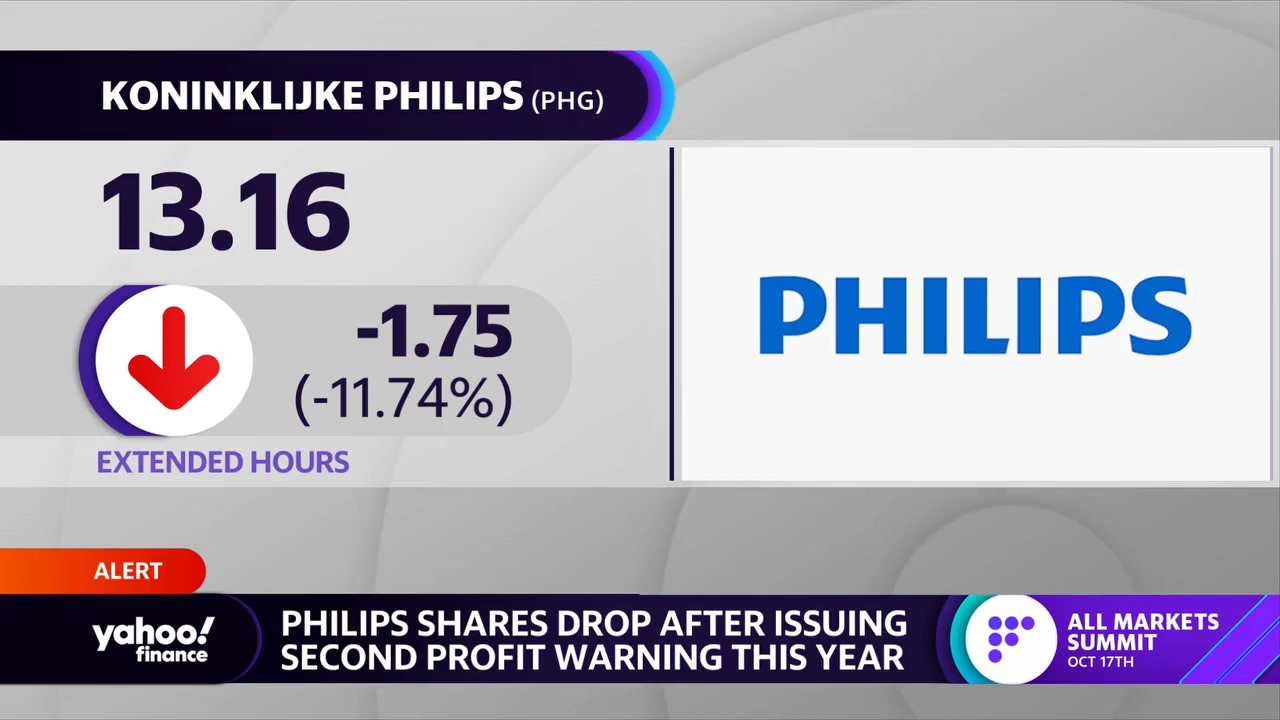 KONINKLIJKE PHILIPS (PHG)
13.16
-1.75
(-11.74%)
EXTENDED HOURS
PHILIPS
ALERT
yahoo!
finance
PHILIPS SHARES DROP AFTER ISSUING
SECOND PROFIT WARNING THIS YEAR
ALL MARKETS
SUMMIT
OCT 17TH